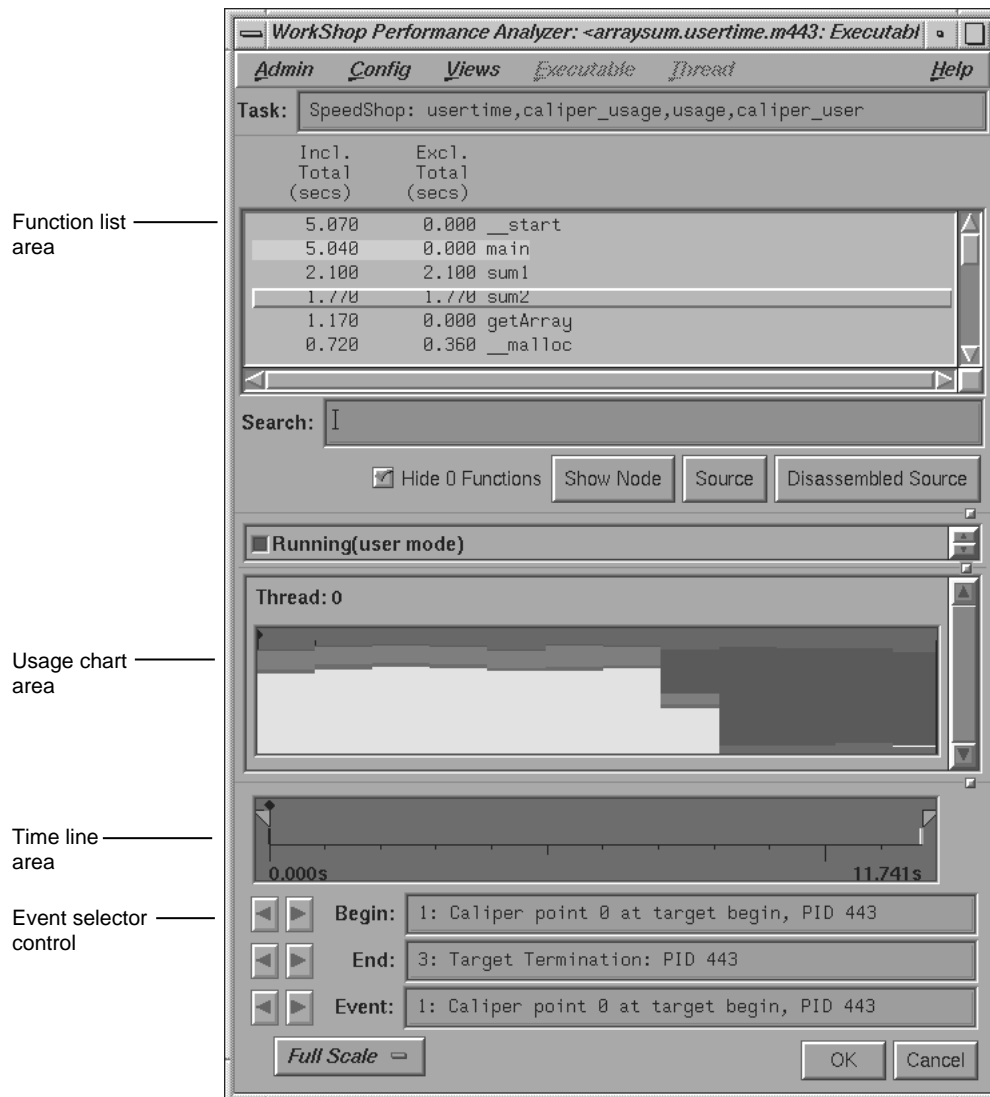 WorkShop Performance Analyzer: <arraysum.usertime.m443: Executabl
Admin Config Views Executable Thread Help
Task: SpeedShop: usertime,caliper_usage,usage,caliper_user
Incl. Excl.
Total Total
(secs) (secs)
Function list
area
5.070 0.000 __start
5.040 0.000 main
2.100 2.100 sum1
1.770 1.770 sum2
1.170 0.000 getArray
0.720 0.360 __malloc
Search:
Hide 0 Functions Show Node Source Disassembled Source
Running(user mode)
Thread: 0
Usage chart
area
Time line
area
0.000s 11.741s
Event selector
control
Begin: 1: Caliper point 0 at target begin, PID 443
End: 3: Target Termination: PID 443
Event: 1: Caliper point 0 at target begin, PID 443
Full Scale OK Cancel